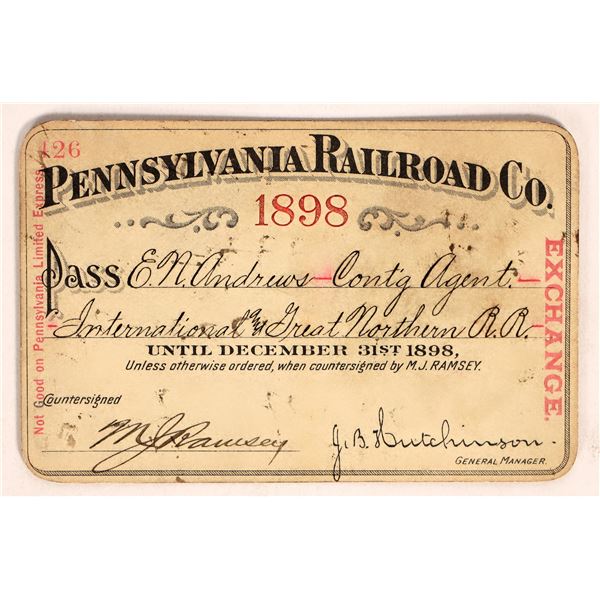 426
PENNSYLVANIA RAILROAD CO.
1898
Pass E. N. Andrews – Cont'g Agent.
International & Great Northern R. R.
UNTIL DECEMBER 31ST 1898,
Unless otherwise ordered, when countersigned by M.J. RAMSEY.
Countersigned
M J Ramsey
J. B. Hutchinson.
GENERAL MANAGER.
Not Good on Pennsylvania Limited Express
EXCHANGE.